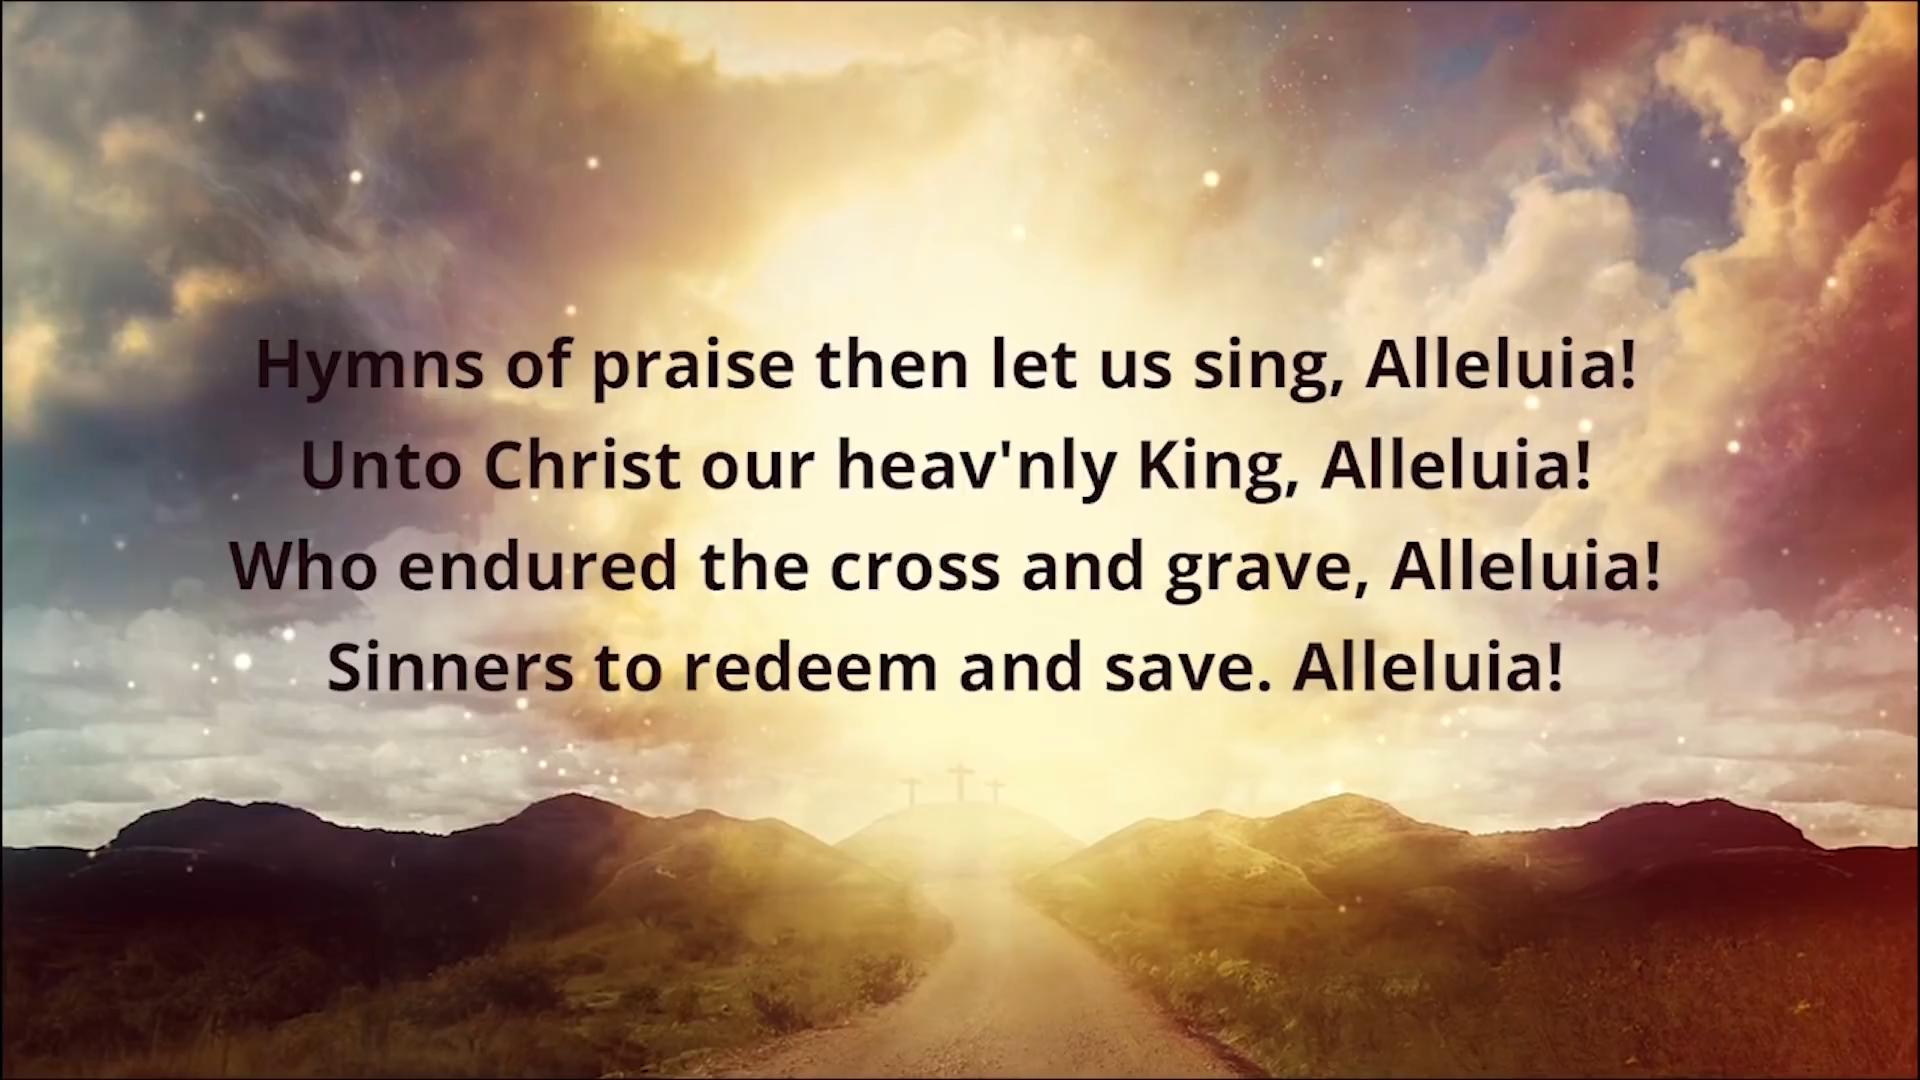 Hymns of praise then let us sing, Alleluia!
Unto Christ our heav'nly King, Alleluia!
Who endured the cross and grave, Alleluia!
Sinners to redeem and save. Alleluia!